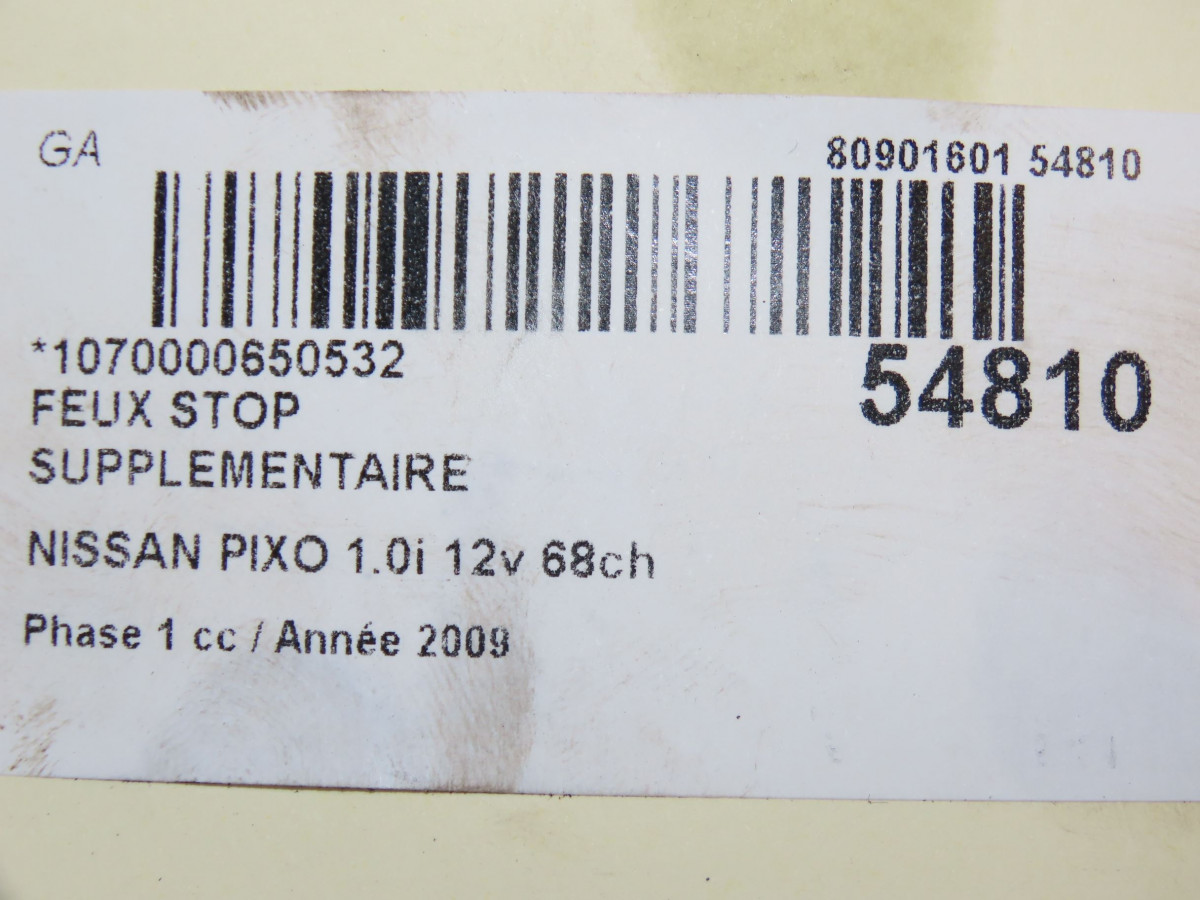 GA
80901601 54810
*1070000650532
54810
FEUX STOP
SUPPLEMENTAIRE
NISSAN PIXO 1.0i 12v 68ch
Phase 1 cc / Année 2009